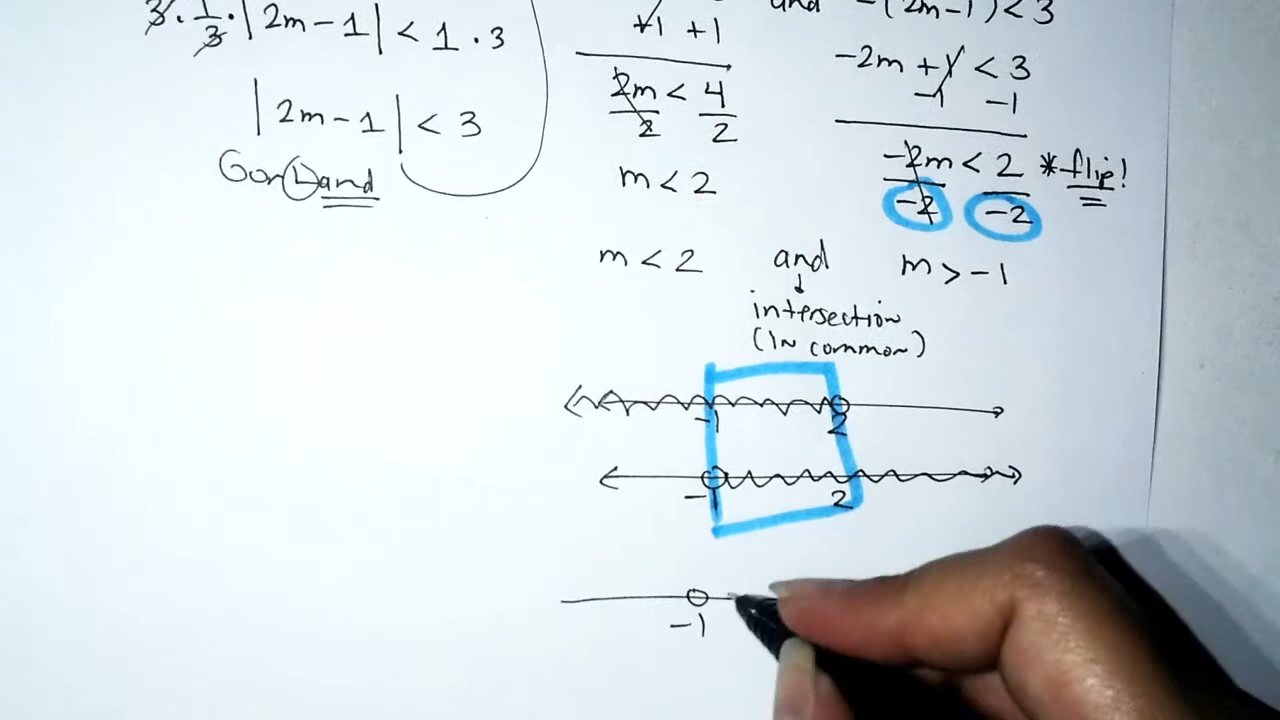 3 · 1/3 · |2m-1| < 1 · 3
|2m-1| < 3
GorLand
+1 +1
2m < 4
2 2
m < 2
and -(2m-1) < 3
-2m + 1 < 3
-1 -1
-2m < 2 *flip!
-2 -2
m < 2 and m > -1
intersection
(in common)
-1 2
-1 2
-1